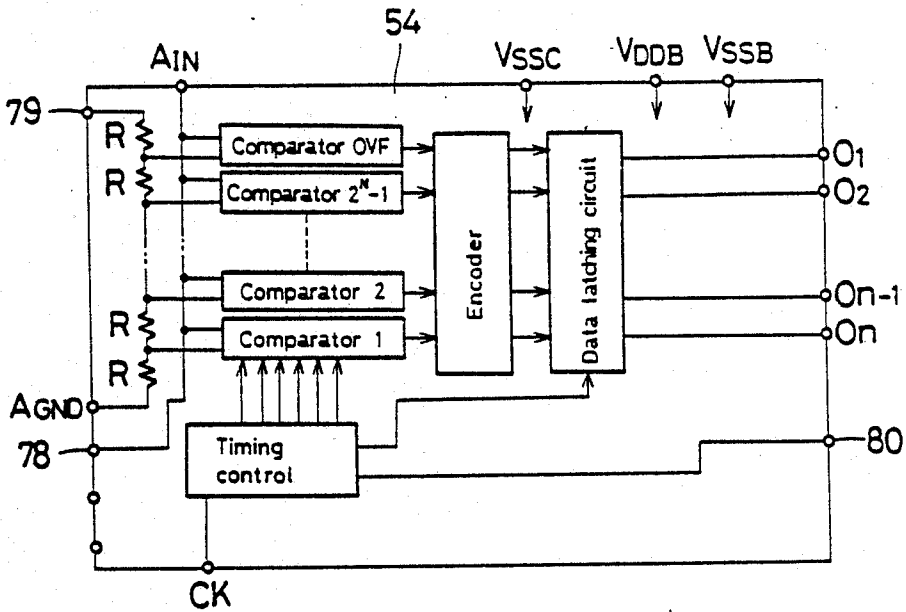 54
AIN
VSSC
VDDB
VSSB
79
R
Comparator OVF
O1
R
Comparator 2^N-1
O2
Encoder
Data latching circuit
Comparator 2
On-1
R
Comparator 1
On
R
AGND
78
Timing
control
80
CK